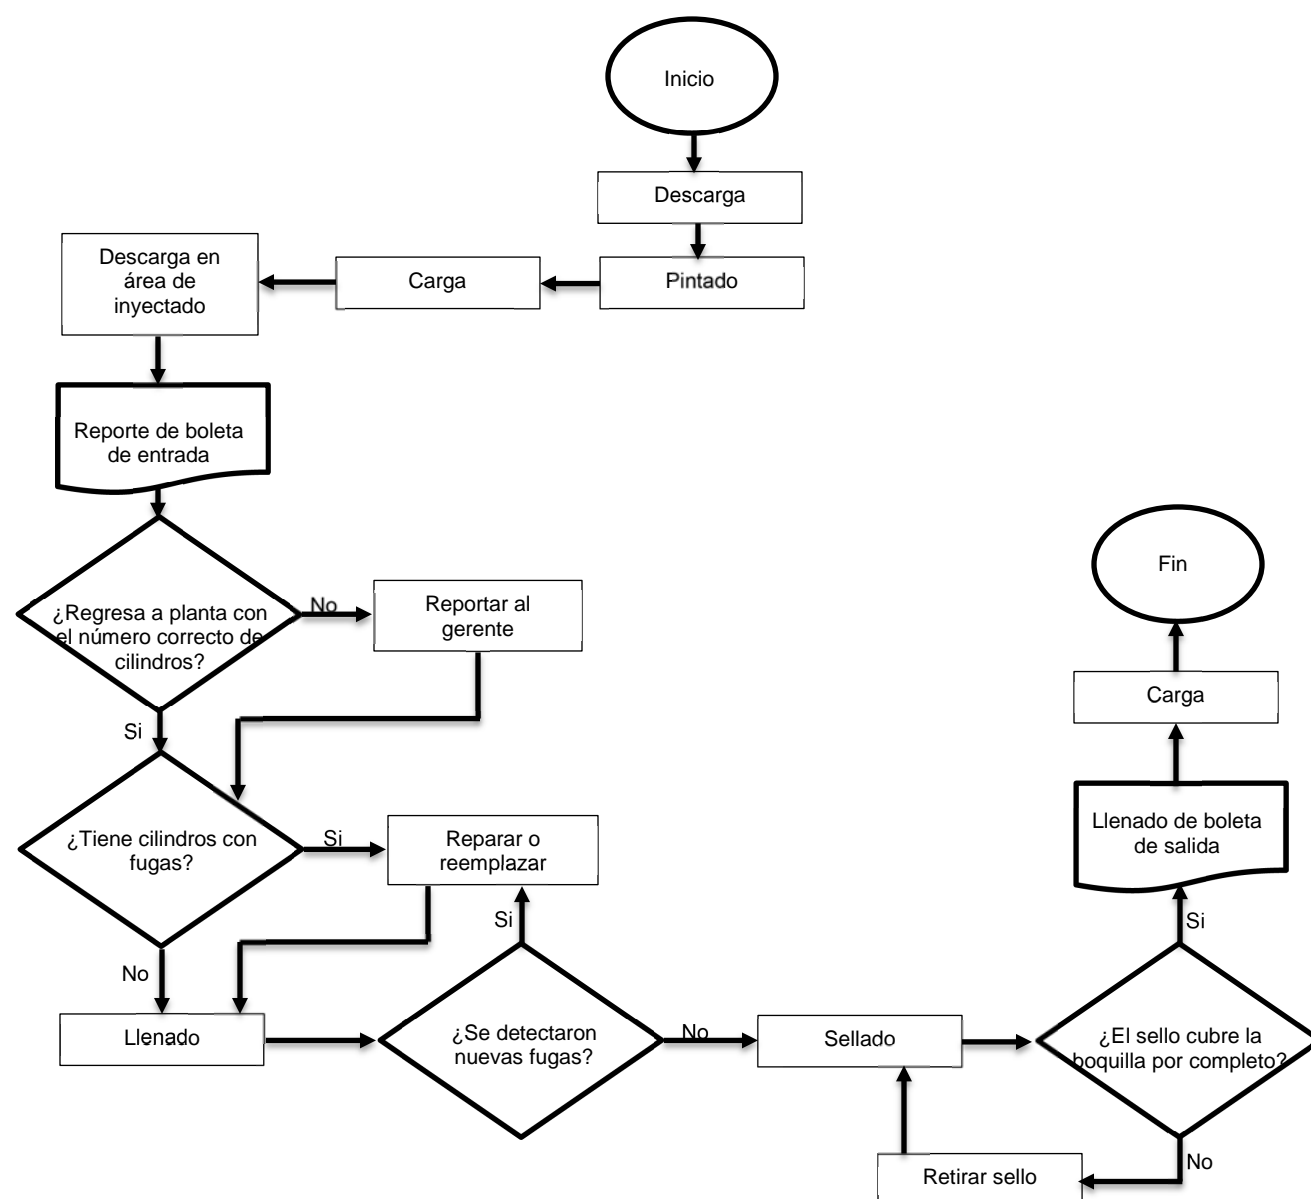 Inicio
Descarga
Pintado
Carga
Descarga en
área de
inyectado
Reporte de boleta
de entrada
¿Regresa a planta con
el número correcto de
cilindros?
No
Reportar al
gerente
Si
¿Tiene cilindros con
fugas?
Si
Reparar o
reemplazar
No
Llenado
¿Se detectaron
nuevas fugas?
Si
No
Sellado
¿El sello cubre la
boquilla por completo?
No
Retirar sello
Si
Llenado de boleta
de salida
Carga
Fin